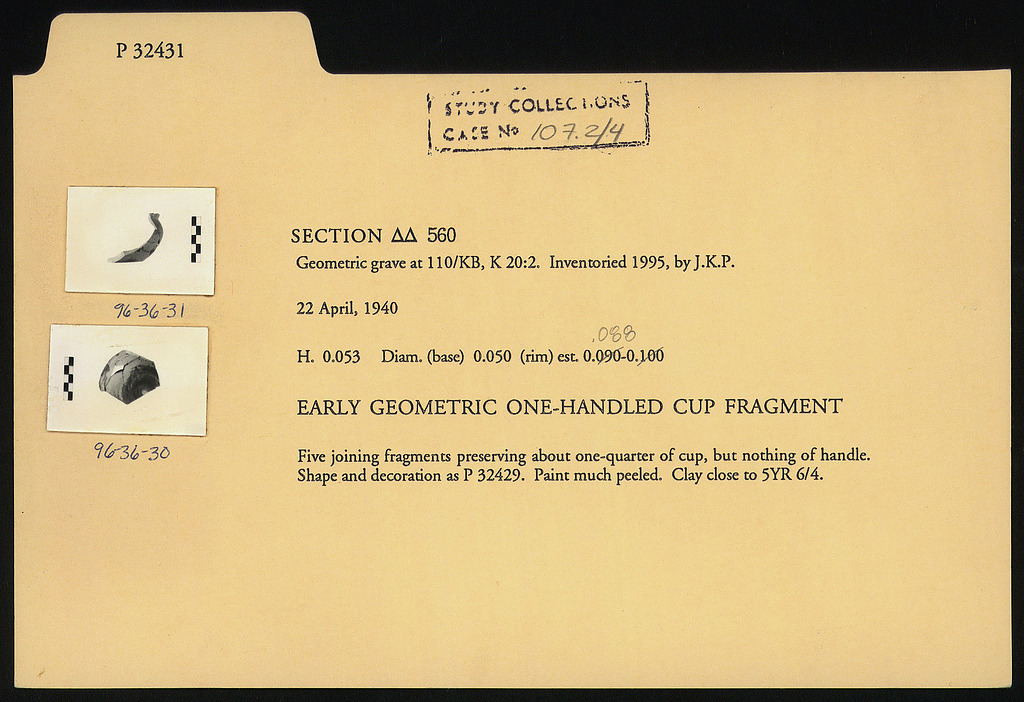 P 32431
STUDY COLLECTIONS
CASE No 107.2/4
SECTION ΔΔ 560
Geometric grave at 110/KB, K 20:2. Inventoried 1995, by J.K.P.
96-36-31
22 April, 1940
.088
H. 0.053 Diam. (base) 0.050 (rim) est. 0.090-0.100
EARLY GEOMETRIC ONE-HANDLED CUP FRAGMENT
96-36-30
Five joining fragments preserving about one-quarter of cup, but nothing of handle.
Shape and decoration as P 32429. Paint much peeled. Clay close to 5YR 6/4.